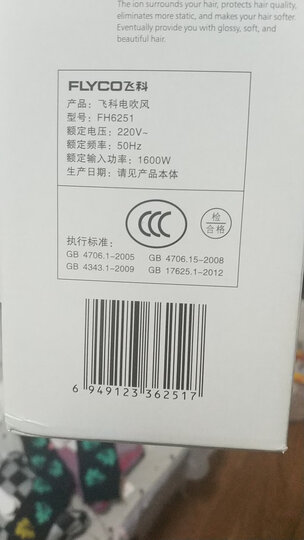 The ion surrounds your hair, protects hair quality,
eliminates more static, and makes your hair softer.
Eventually provide you with glossy, soft, and
beautiful hair.
FLYCO飞科
产品：飞科电吹风
型号：FH6251
额定电压：220V~
额定频率：50Hz
额定输入功率：1600W
生产日期：请见产品本体
CCC
检
合格
执行标准：
GB 4706.1-2005 GB 4706.15-2008
GB 4343.1-2009 GB 17625.1-2012
6 949123 362517